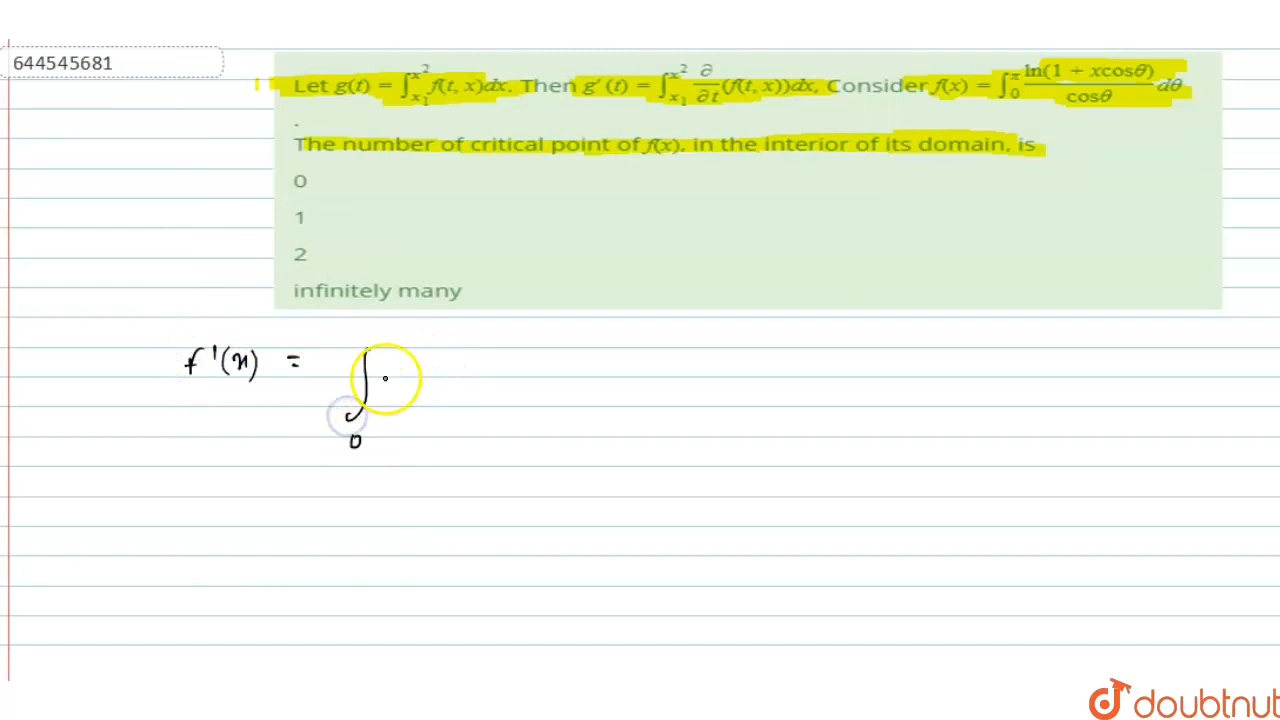 644545681
Let g(t) = ∫_{x_1}^{x^2} f(t, x)dx. Then g′ (t) = ∫_{x_1}^{x^2} ∂/∂t (f(t, x))dx, Consider f(x) = ∫_0^π ln(1 + xcosθ)/cosθ dθ
.
The number of critical point of f(x), in the interior of its domain, is
0
1
2
infinitely many
f'(x) = ∫_0
doubtnut